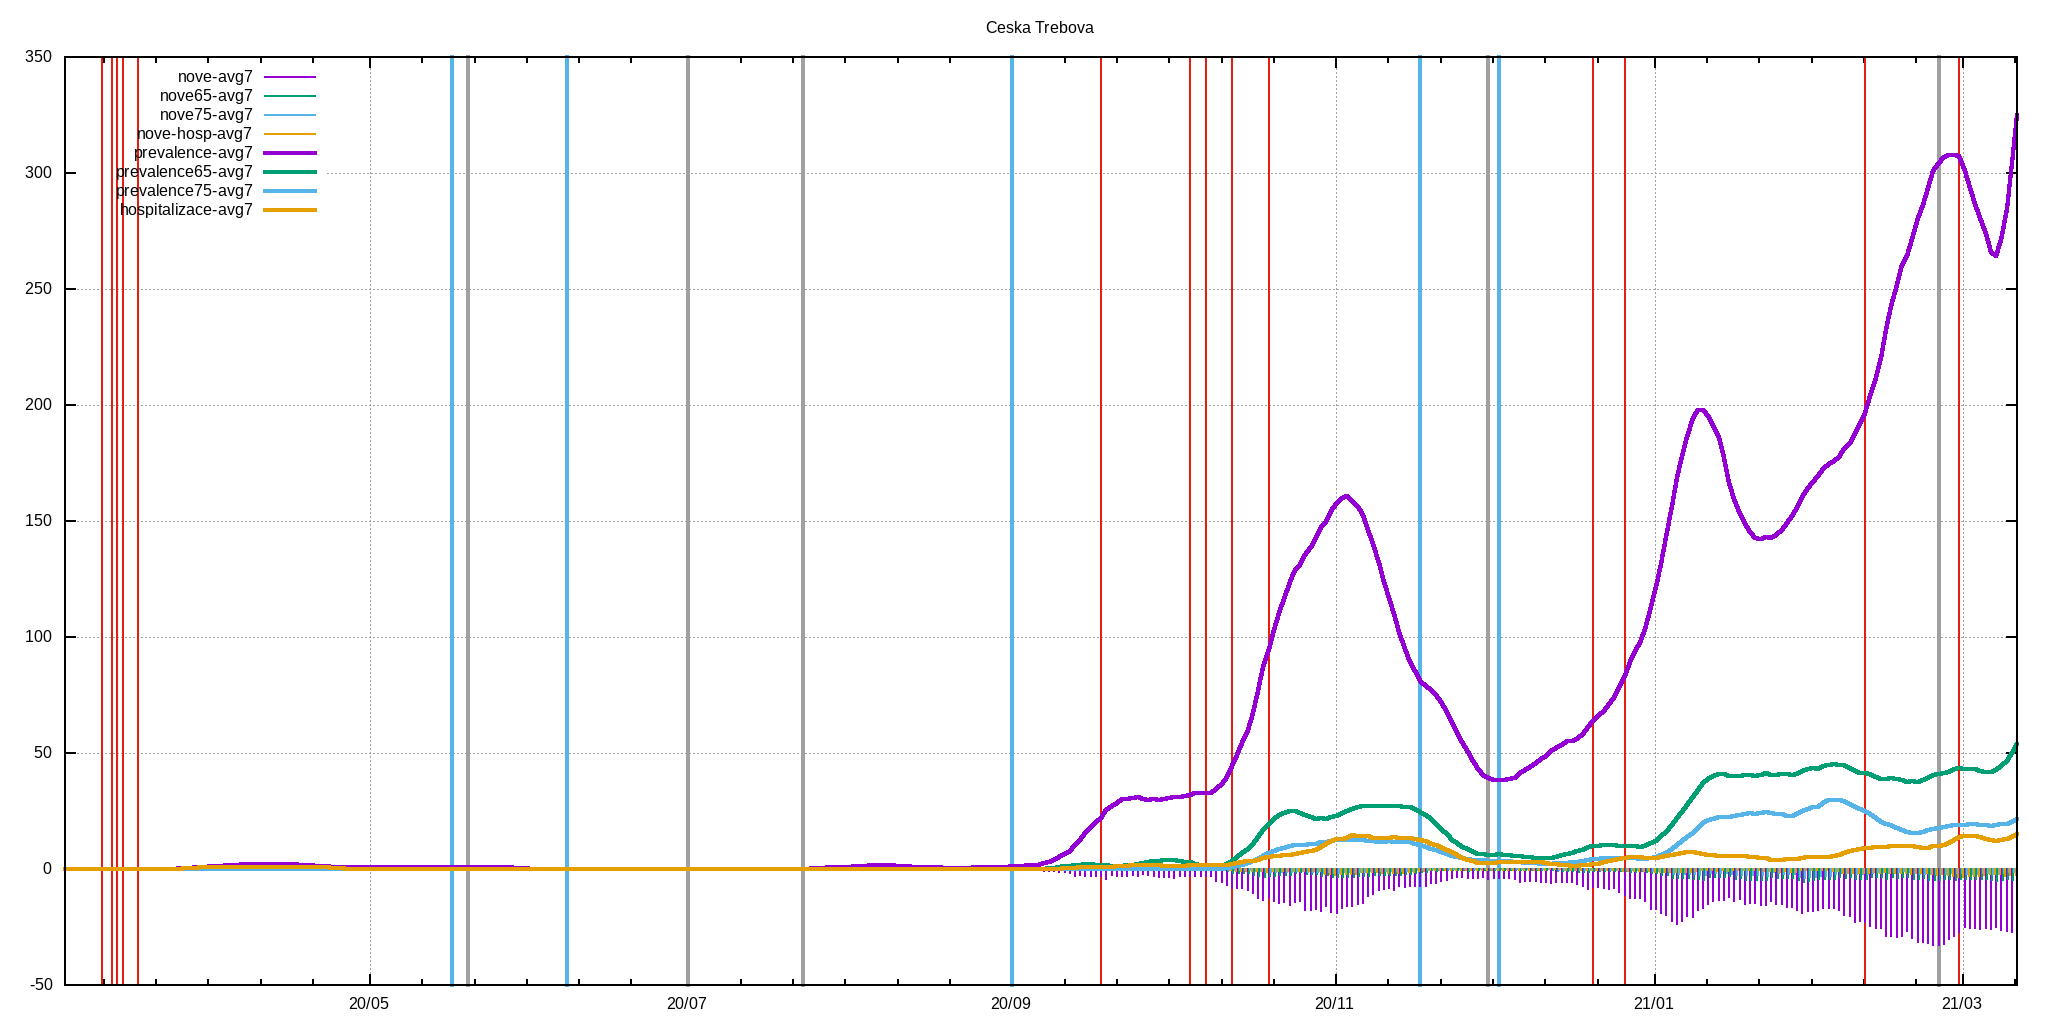 Ceska Trebova
350
300
250
200
150
100
50
0
-50
nove-avg7
nove65-avg7
nove75-avg7
nove-hosp-avg7
prevalence-avg7
prevalence65-avg7
prevalence75-avg7
hospitalizace-avg7
20/05 20/07 20/09 20/11 21/01 21/03